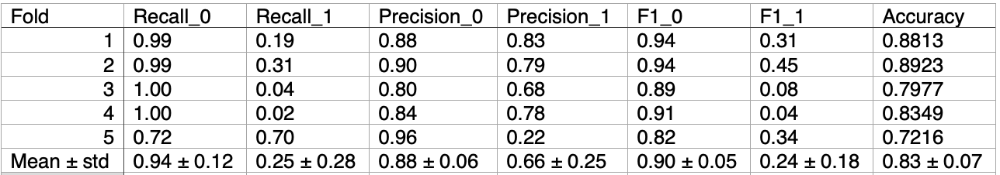 Fold Recall_0 Recall_1 Precision_0 Precision_1 F1_0 F1_1 Accuracy
1 0.99 0.19 0.88 0.83 0.94 0.31 0.8813
2 0.99 0.31 0.90 0.79 0.94 0.45 0.8923
3 1.00 0.04 0.80 0.68 0.89 0.08 0.7977
4 1.00 0.02 0.84 0.78 0.91 0.04 0.8349
5 0.72 0.70 0.96 0.22 0.82 0.34 0.7216
Mean ± std 0.94 ± 0.12 0.25 ± 0.28 0.88 ± 0.06 0.66 ± 0.25 0.90 ± 0.05 0.24 ± 0.18 0.83 ± 0.07